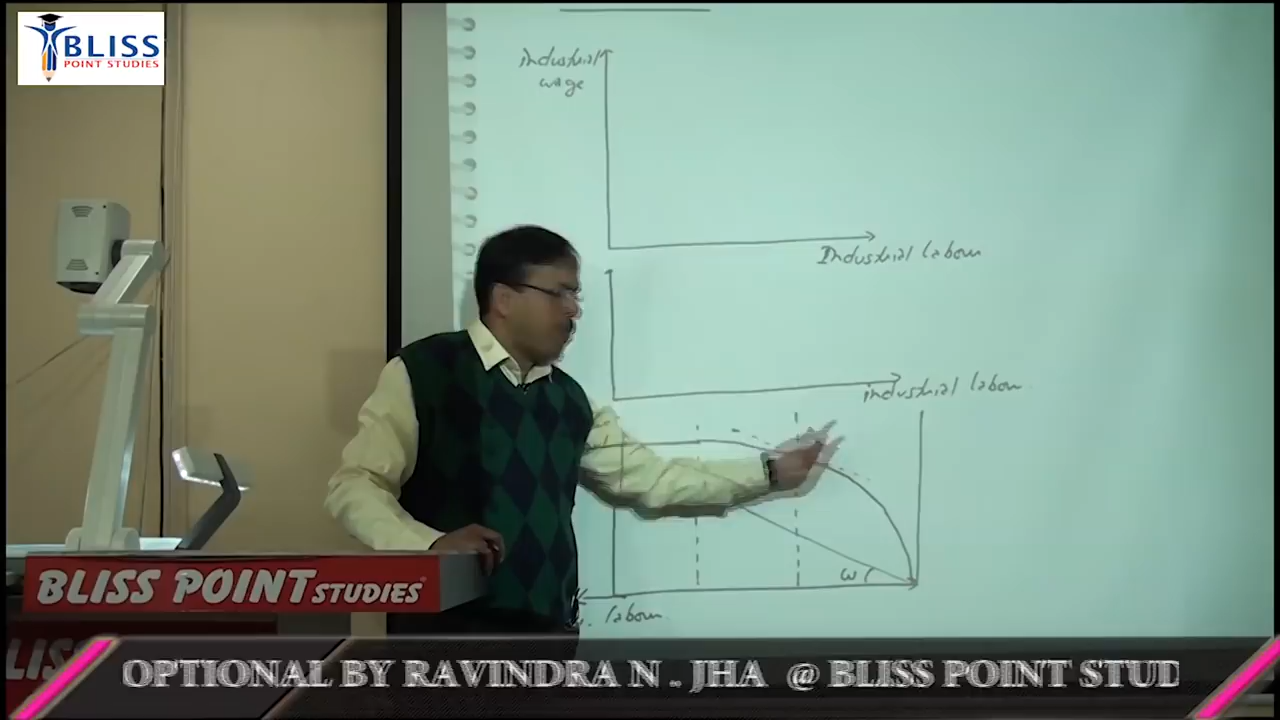 BLISS
POINT STUDIES
industrial
wage
Industrial labour
industrial labour
w
labour
BLISS POINT STUDIES
OPTIONAL BY RAVINDRA N . JHA @ BLISS POINT STUD